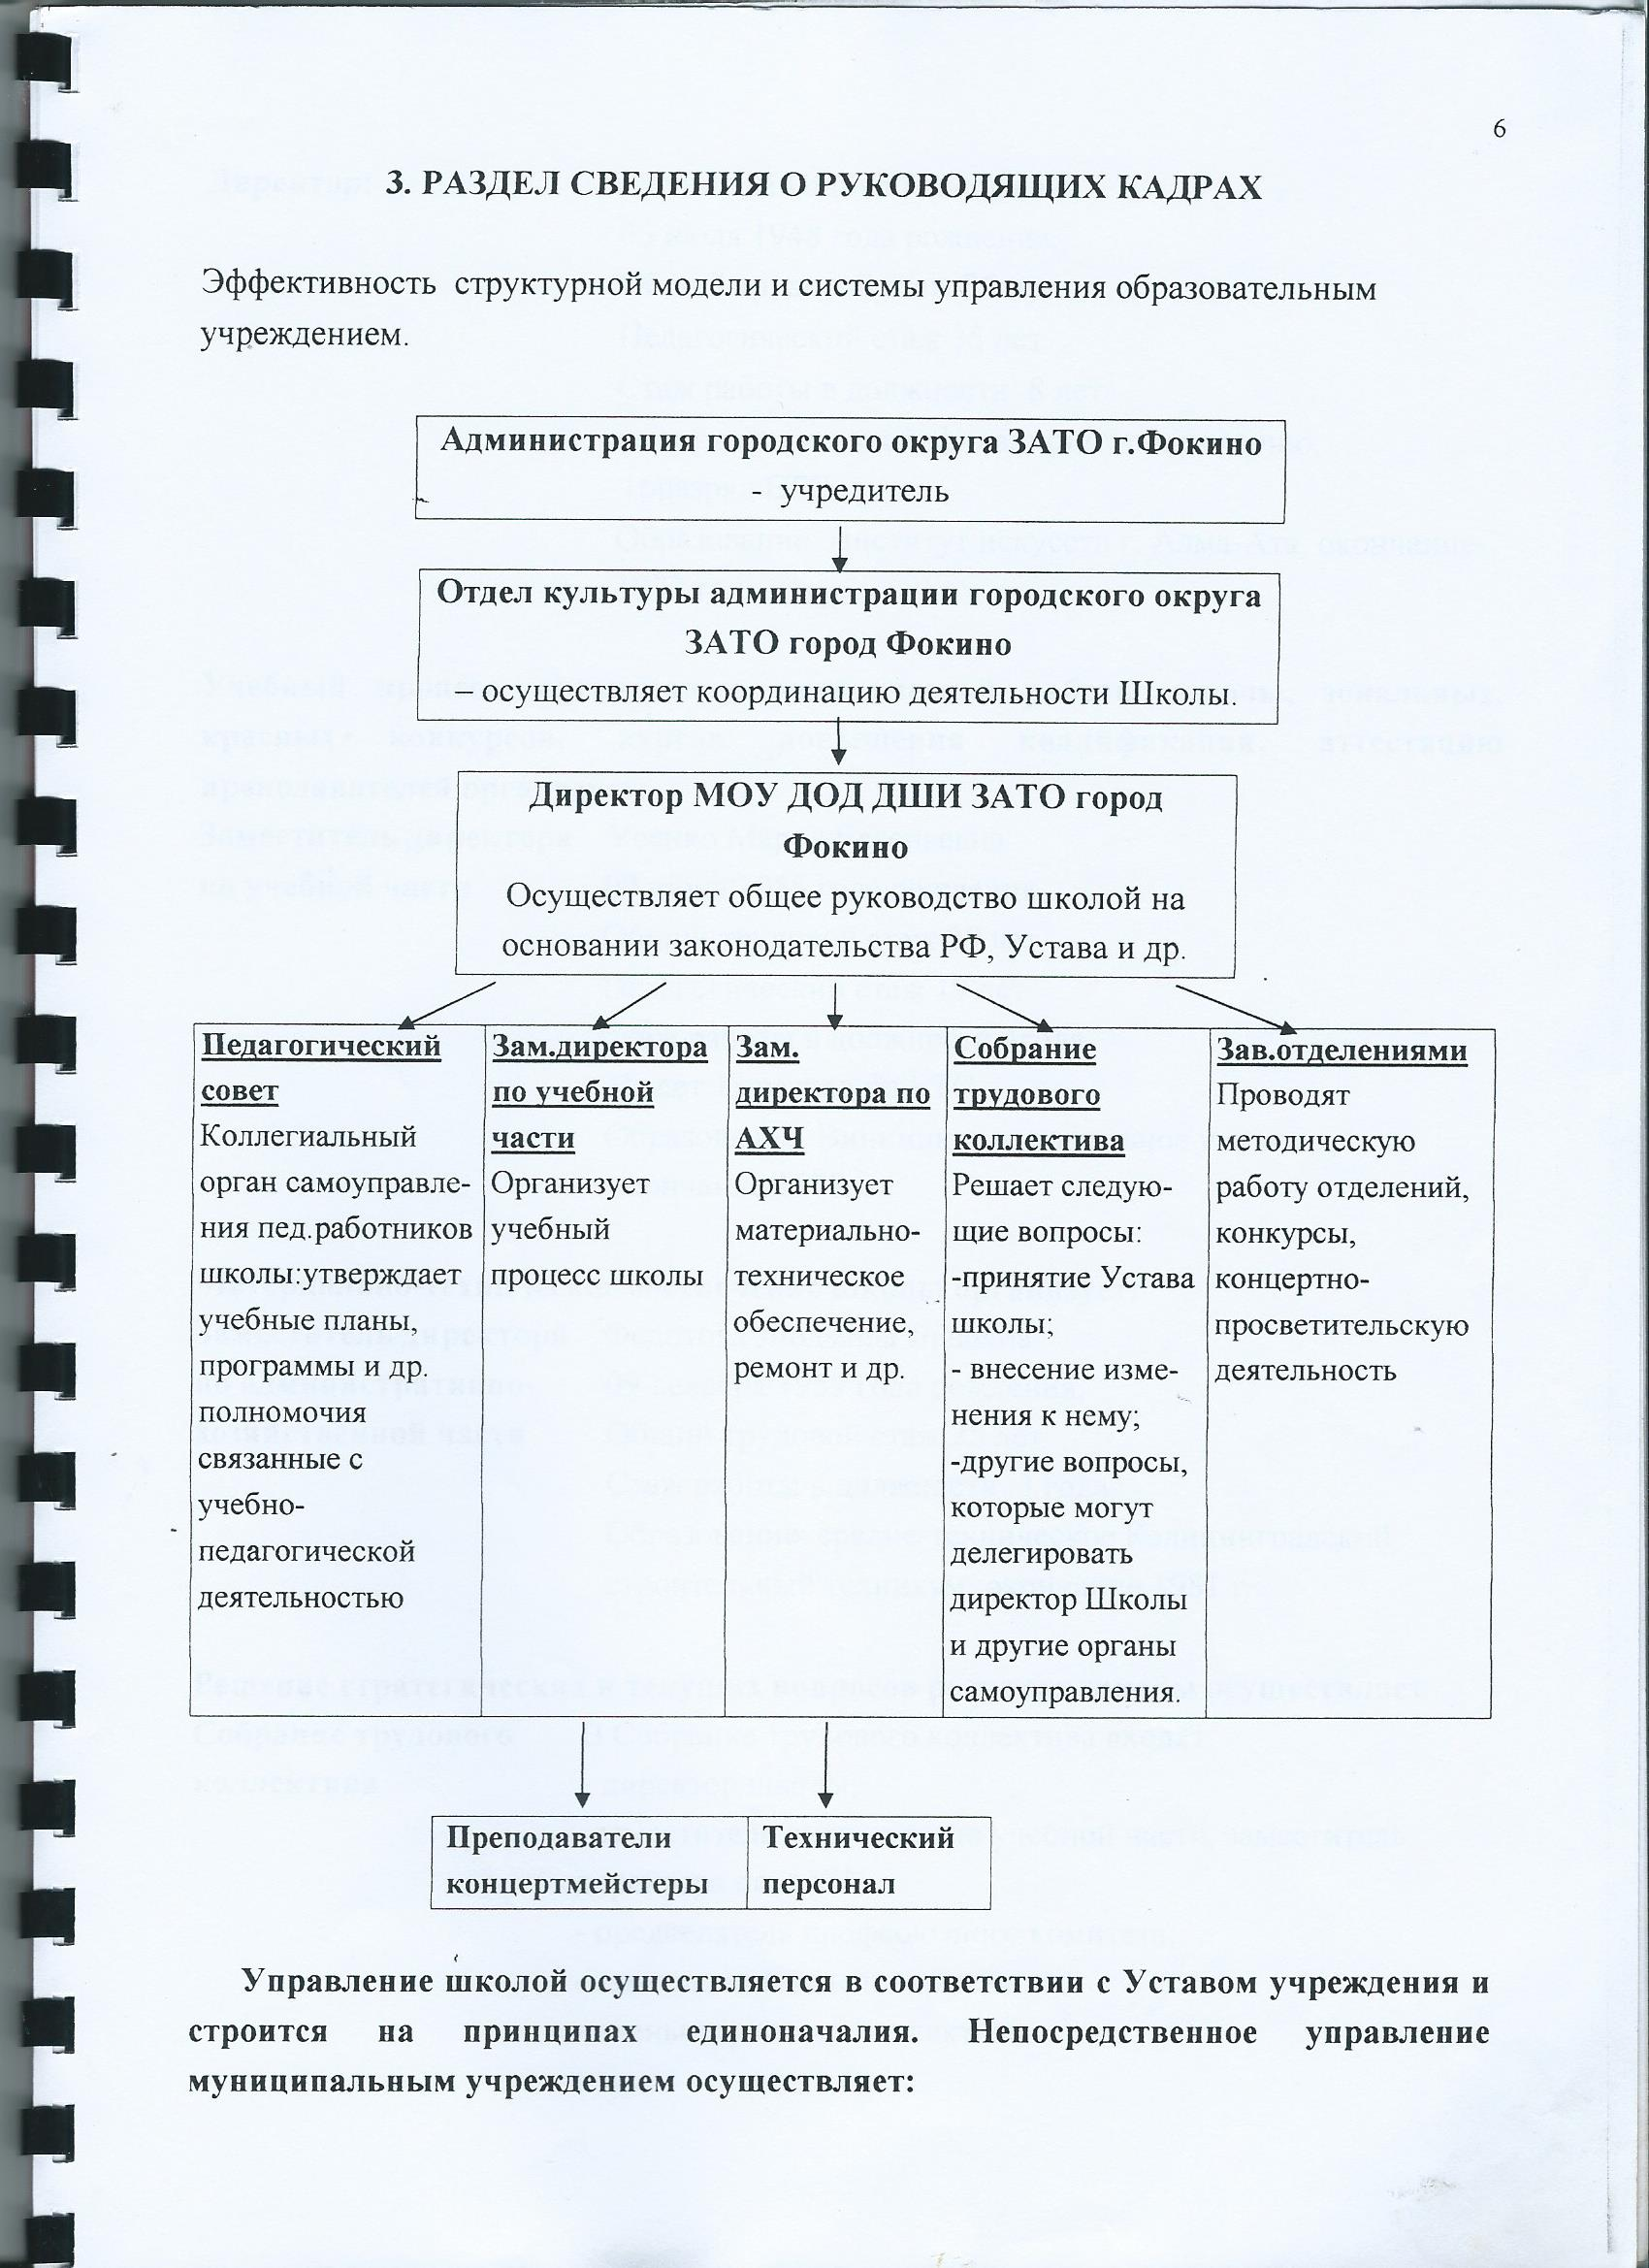 6
3. РАЗДЕЛ СВЕДЕНИЯ О РУКОВОДЯЩИХ КАДРАХ
Эффективность структурной модели и системы управления образовательным
учреждением.
Администрация городского округа ЗАТО г.Фокино
- учредитель
Отдел культуры администрации городского округа
ЗАТО город Фокино
– осуществляет координацию деятельности Школы.
Директор МОУ ДОД ДШИ ЗАТО город
Фокино
Осуществляет общее руководство школой на
основании законодательства РФ, Устава и др.
Педагогический
совет
Коллегиальный
орган самоуправле-
ния пед.работников
школы:утверждает
учебные планы,
программы и др.
полномочия
связанные с
учебно-
педагогической
деятельностью
Зам.директора
по учебной
части
Организует
учебный
процесс школы
Зам.
директора по
АХЧ
Организует
материально-
техническое
обеспечение,
ремонт и др.
Собрание
трудового
коллектива
Решает следую-
щие вопросы:
-принятие Устава
школы;
- внесение изме-
нения к нему;
-другие вопросы,
которые могут
делегировать
директор Школы
и другие органы
самоуправления.
Зав.отделениями
Проводят
методическую
работу отделений,
конкурсы,
концертно-
просветительскую
деятельность
Преподаватели
концертмейстеры
Технический
персонал
Управление школой осуществляется в соответствии с Уставом учреждения и
строится на принципах единоначалия. Непосредственное управление
муниципальным учреждением осуществляет: